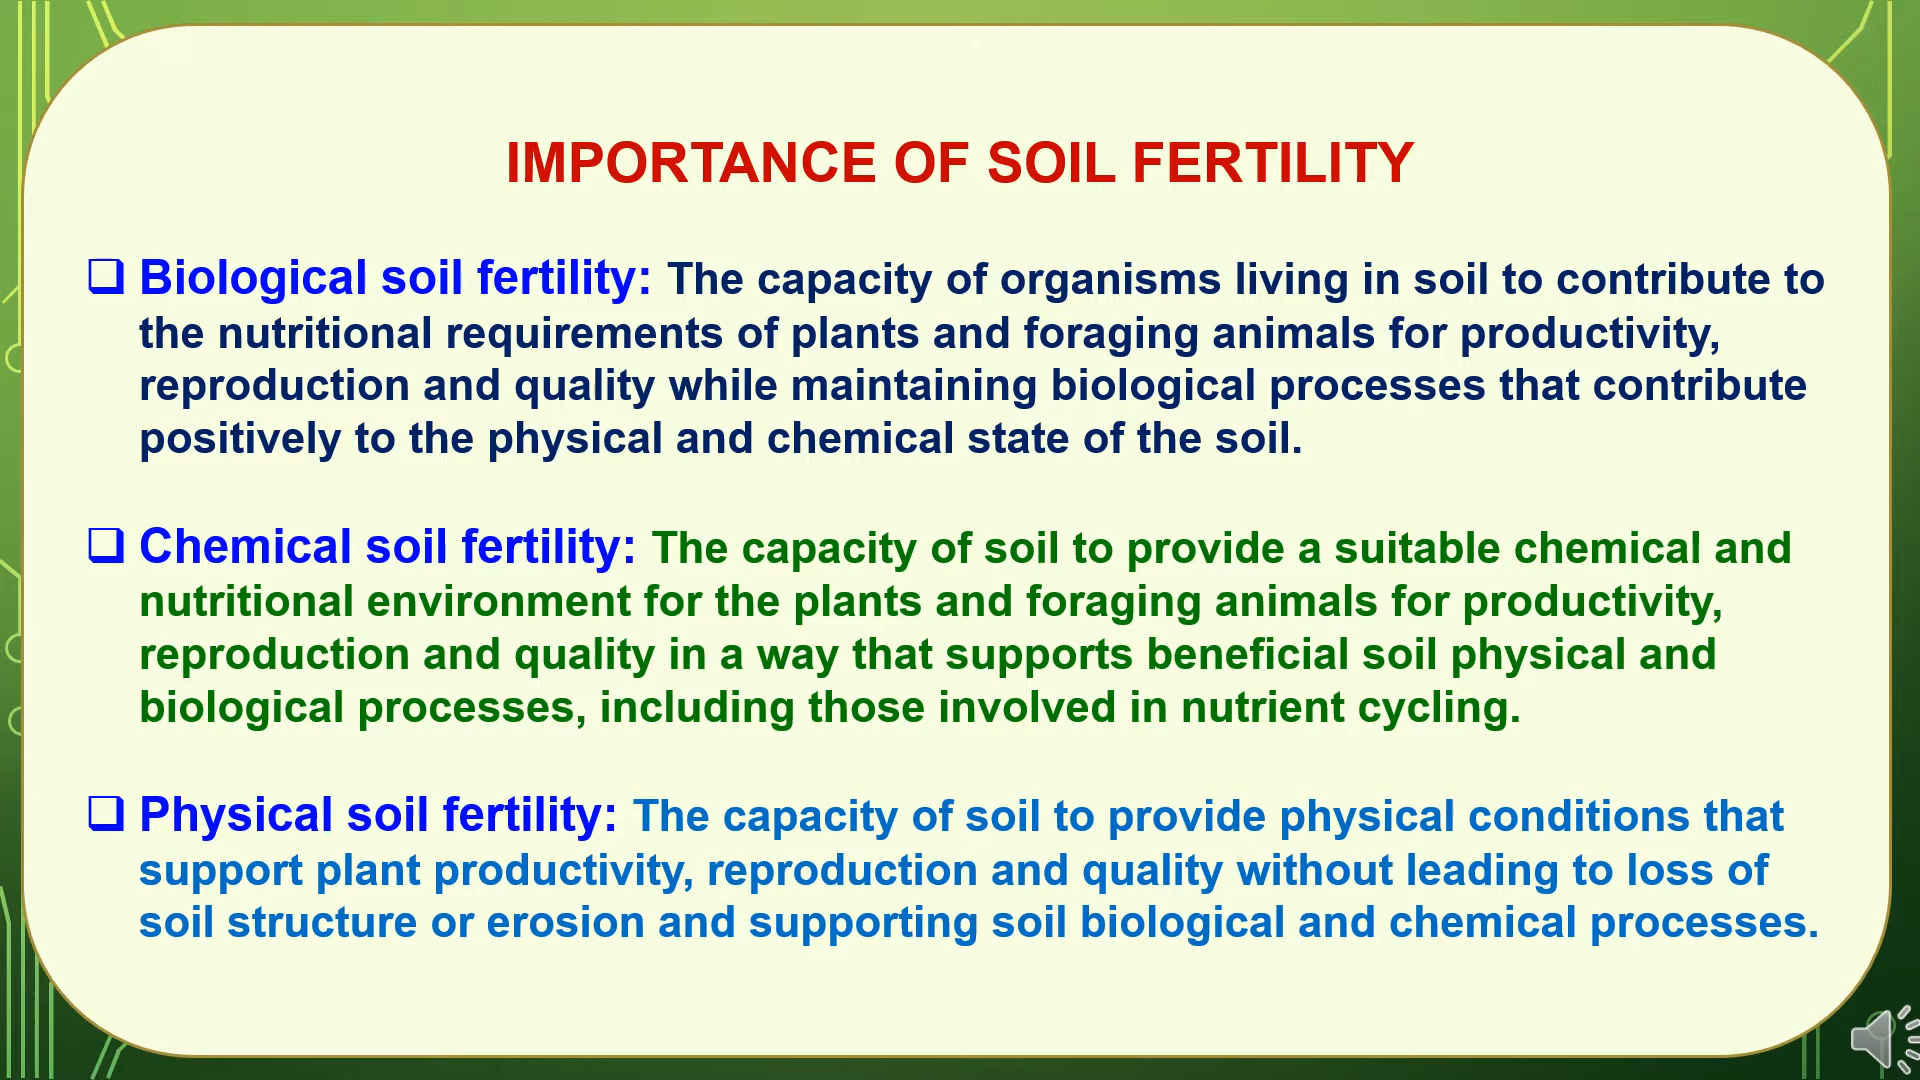 IMPORTANCE OF SOIL FERTILITY
❑ Biological soil fertility: The capacity of organisms living in soil to contribute to
the nutritional requirements of plants and foraging animals for productivity,
reproduction and quality while maintaining biological processes that contribute
positively to the physical and chemical state of the soil.
❑ Chemical soil fertility: The capacity of soil to provide a suitable chemical and
nutritional environment for the plants and foraging animals for productivity,
reproduction and quality in a way that supports beneficial soil physical and
biological processes, including those involved in nutrient cycling.
❑ Physical soil fertility: The capacity of soil to provide physical conditions that
support plant productivity, reproduction and quality without leading to loss of
soil structure or erosion and supporting soil biological and chemical processes.